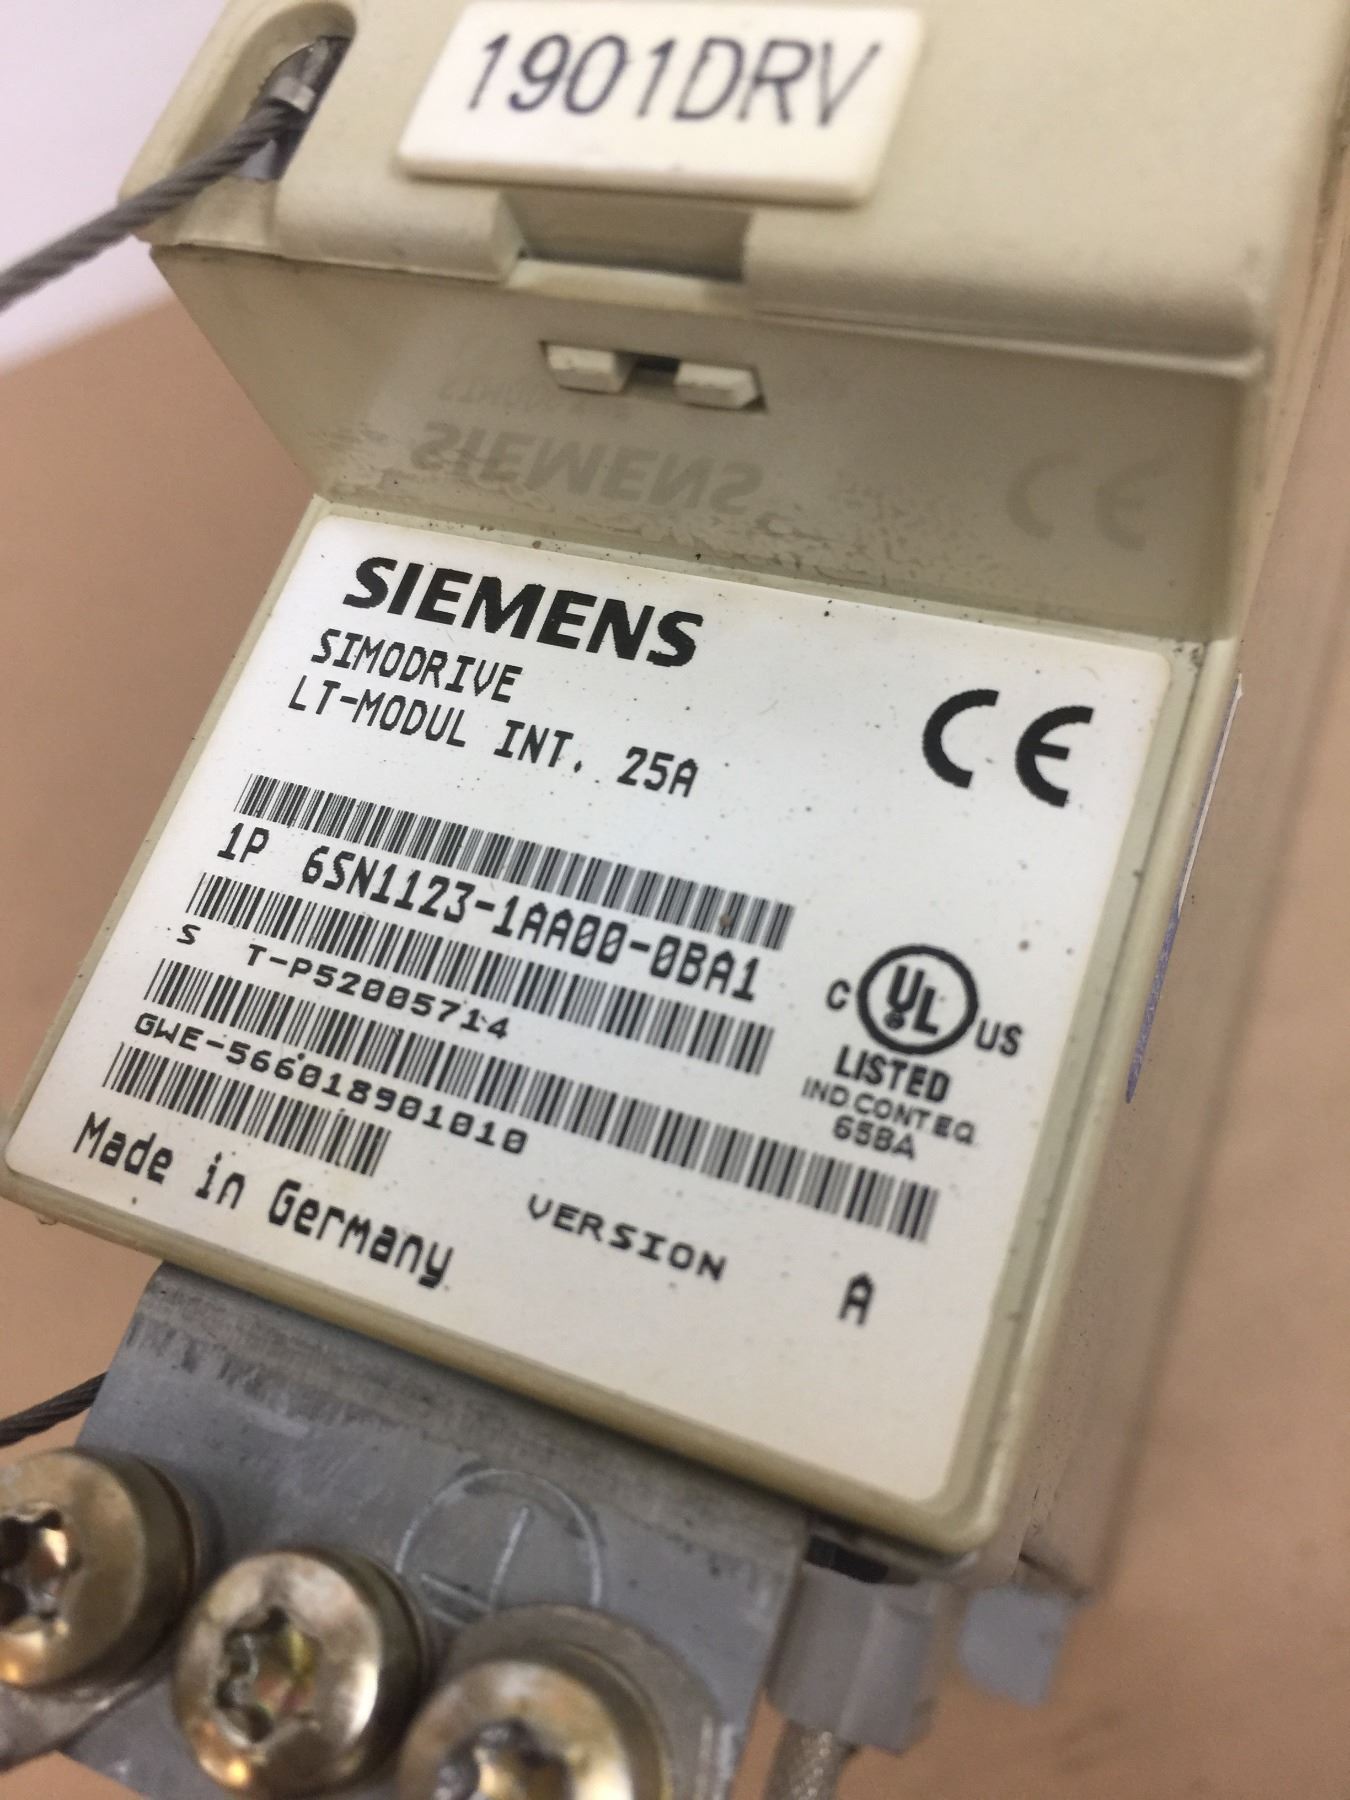 1901DRV
SIEMENS
SIMODRIVE
LT-MODUL INT. 25A
CE
1P 6SN1123-1AA00-0BA1
S T-P52005714
GWE-566018901010
C UL US
LISTED
IND CONT EQ
65BA
VERSION A
Made in Germany